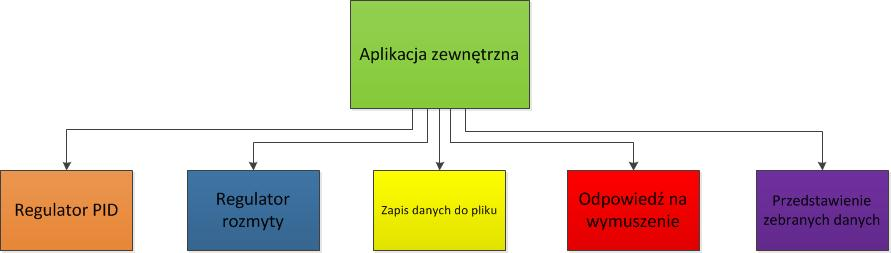 Aplikacja zewnętrzna
Regulator PID
Regulator
rozmyty
Zapis danych do pliku
Odpowiedź na
wymuszenie
Przedstawienie
zebranych danych